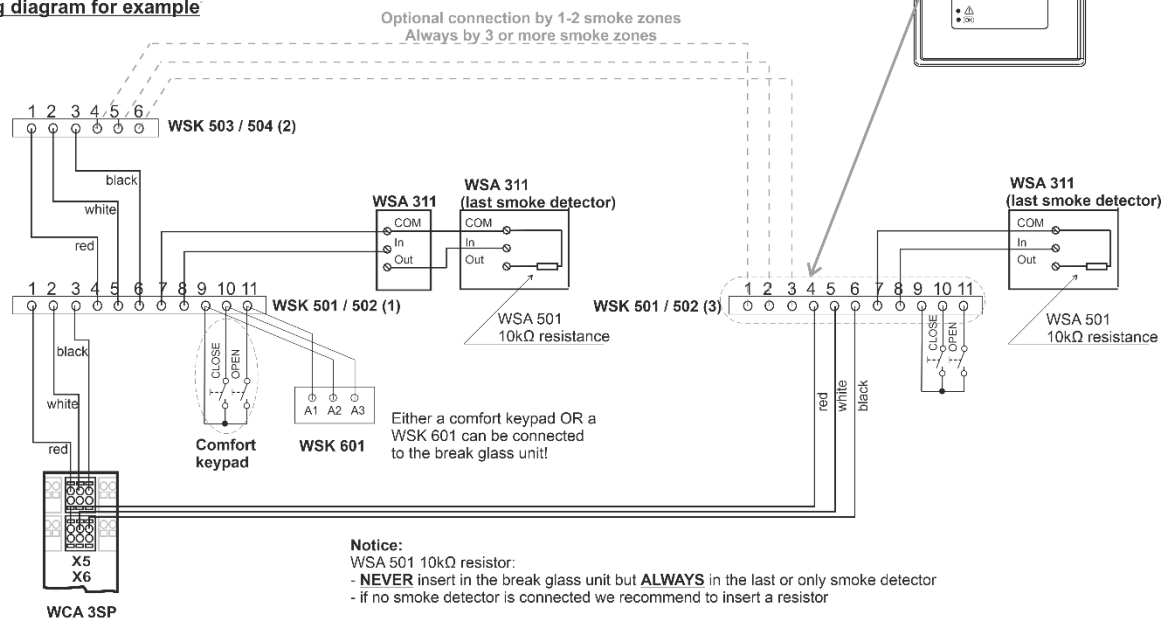 g diagram for example
Optional connection by 1-2 smoke zones
Always by 3 or more smoke zones
[OK]
1 2 3 4 5 6
WSK 503 / 504 (2)
black
white
red
WSA 311
COM
In
Out
WSA 311
(last smoke detector)
COM
In
Out
WSA 501
10kΩ resistance
WSA 311
(last smoke detector)
COM
In
Out
WSA 501
10kΩ resistance
1 2 3 4 5 6 7 8 9 10 11
WSK 501 / 502 (1)
WSK 501 / 502 (3)
1 2 3 4 5 6 7 8 9 10 11
black
white
red
CLOSE
OPEN
Comfort
keypad
A1 A2 A3
WSK 601
Either a comfort keypad OR a
WSK 601 can be connected
to the break glass unit!
red
white
black
CLOSE
OPEN
X5
X6
WCA 3SP
Notice:
WSA 501 10kΩ resistor:
- NEVER insert in the break glass unit but ALWAYS in the last or only smoke detector
- if no smoke detector is connected we recommend to insert a resistor